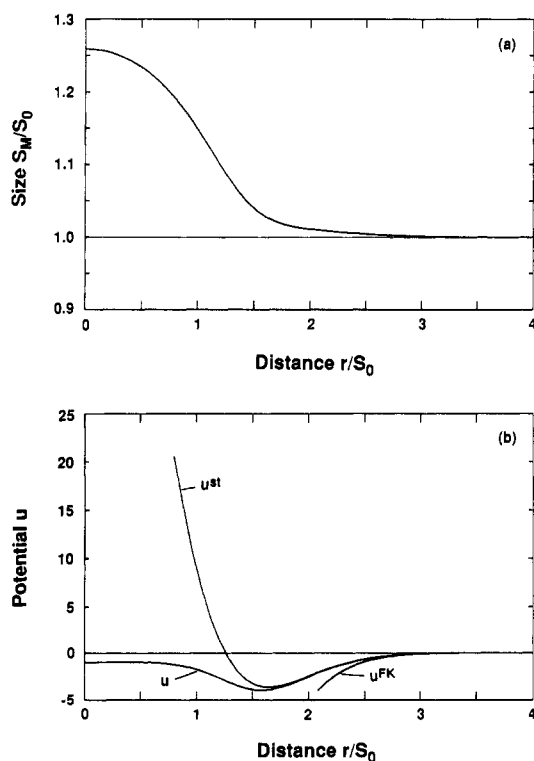 1.3
(a)
1.2
1.1
1.0
0.9
Size S_M/S_0
0 1 2 3 4
Distance r/S_0
25
(b)
20
15
10
5
0
-5
Potential u
u^st
u
u^FK
0 1 2 3 4
Distance r/S_0